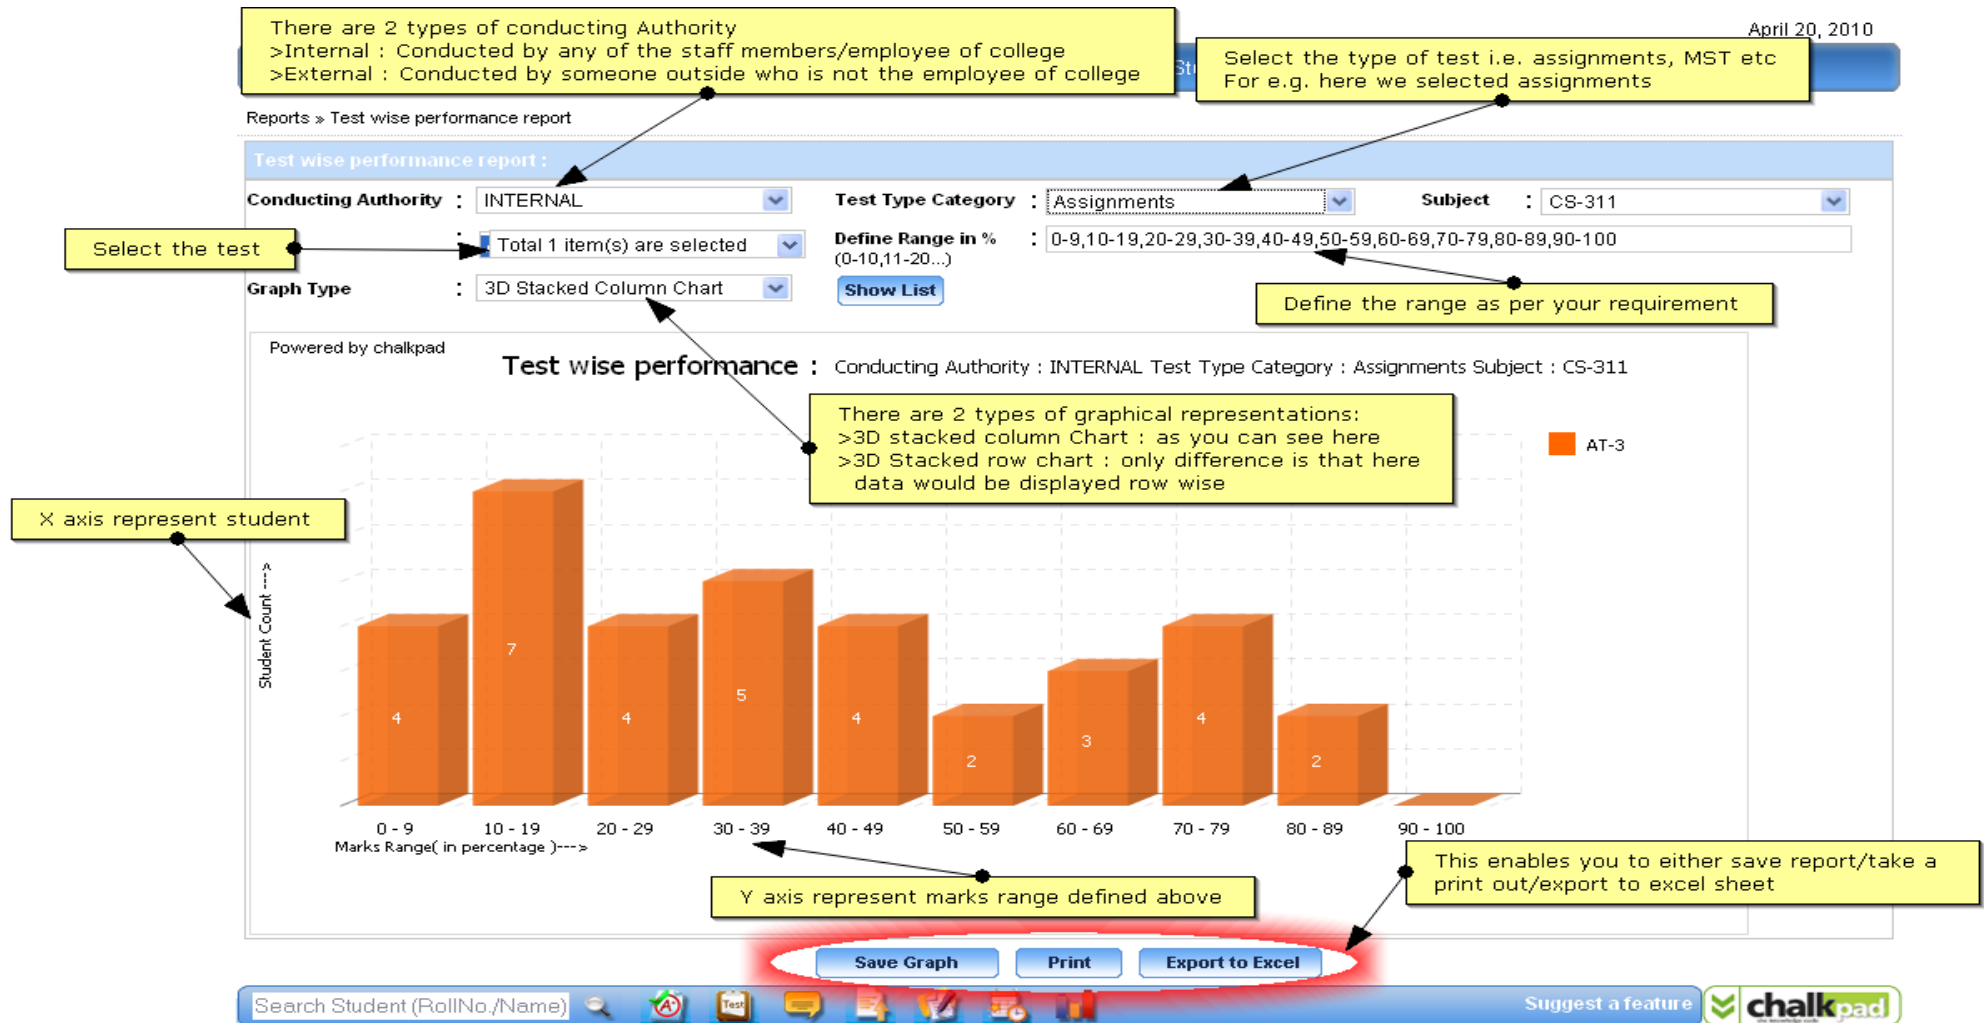 There are 2 types of conducting Authority
>Internal : Conducted by any of the staff members/employee of college
>External : Conducted by someone outside who is not the employee of college
April 20, 2010
Select the type of test i.e. assignments, MST etc
For e.g. here we selected assignments
Reports » Test wise performance report
Test wise performance report :
Conducting Authority : INTERNAL
Test Type Category : Assignments
Subject : CS-311
Select the test
: Total 1 item(s) are selected
Define Range in % : 0-9,10-19,20-29,30-39,40-49,50-59,60-69,70-79,80-89,90-100
(0-10,11-20...)
Graph Type : 3D Stacked Column Chart
Show List
Define the range as per your requirement
Powered by chalkpad
Test wise performance : Conducting Authority : INTERNAL Test Type Category : Assignments Subject : CS-311
There are 2 types of graphical representations:
>3D stacked column Chart : as you can see here
>3D Stacked row chart : only difference is that here
data would be displayed row wise
AT-3
X axis represent student
Student Count --->
4 7 4 5 4 2 3 4 2
0 - 9 10 - 19 20 - 29 30 - 39 40 - 49 50 - 59 60 - 69 70 - 79 80 - 89 90 - 100
Marks Range( in percentage )--->
Y axis represent marks range defined above
This enables you to either save report/take a
print out/export to excel sheet
Save Graph Print Export to Excel
Search Student (RollNo./Name)
Test
Suggest a feature
chalkpad